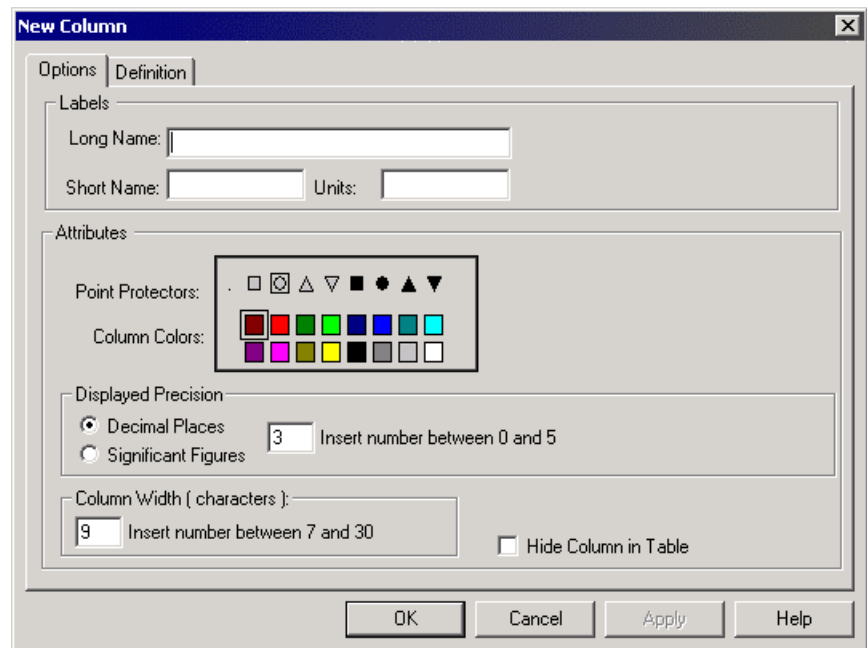 New Column
Options Definition
Labels
Long Name:
Short Name: Units:
Attributes
Point Protectors:
Column Colors:
Displayed Precision
Decimal Places
3 Insert number between 0 and 5
Significant Figures
Column Width ( characters ):
9 Insert number between 7 and 30
Hide Column in Table
OK Cancel Apply Help